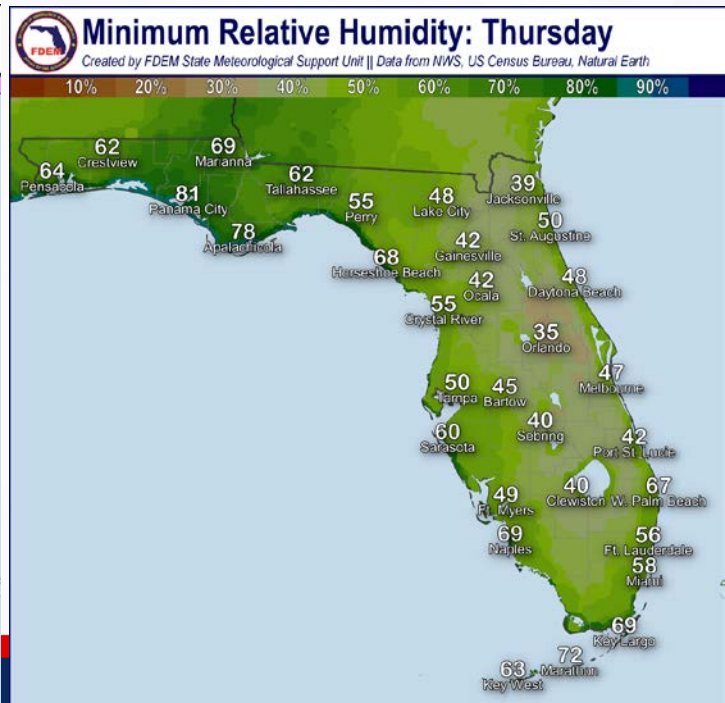 Minimum Relative Humidity: Thursday
FDEM
Created by FDEM State Meteorological Support Unit || Data from NWS, US Census Bureau, Natural Earth
10% 20% 30% 40% 50% 60% 70% 80% 90%
62
Crestview
69
Marianna
64
Pensacola
62
Tallahassee
81
Panama City
78
Apalachicola
55
Perry
48
Lake City
39
Jacksonville
50
St. Augustine
42
Gainesville
68
Horseshoe Beach
42
Ocala
48
Daytona Beach
55
Crystal River
35
Orlando
47
Melbourne
50
Tampa
45
Bartow
40
Sebring
60
Sarasota
42
Port St. Lucie
49
Ft. Myers
40
Clewiston
67
W. Palm Beach
69
Naples
56
Ft. Lauderdale
58
Miami
69
Key Largo
72
Marathon
63
Key West